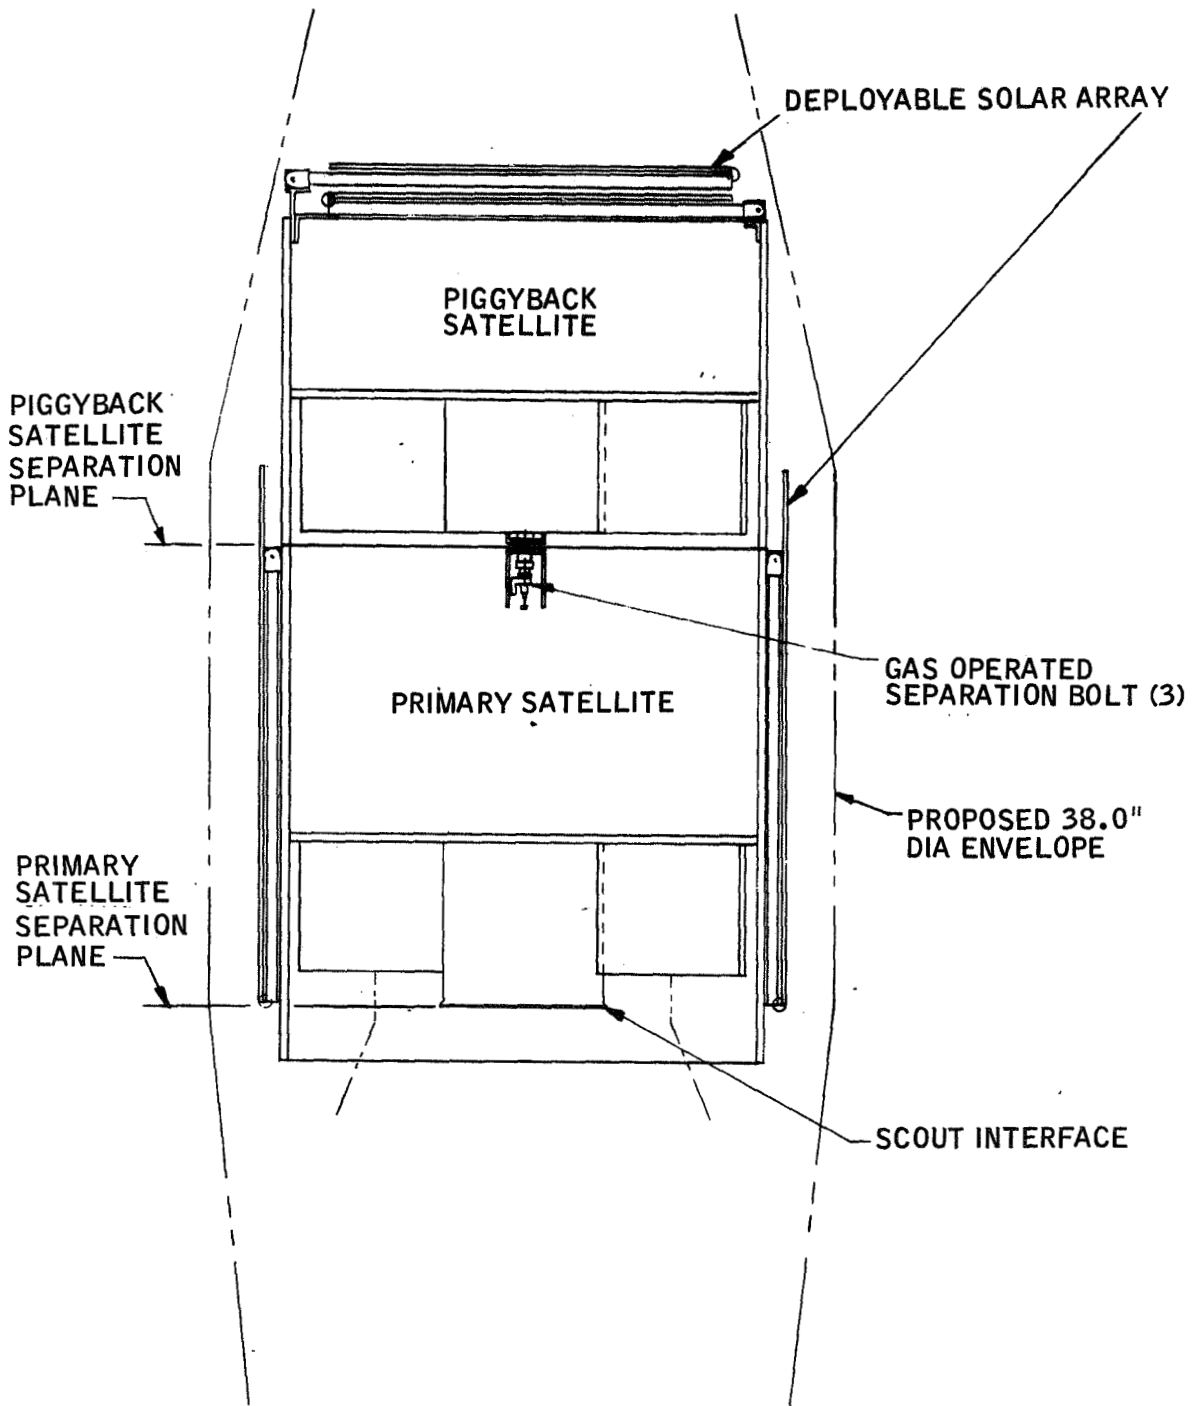 DEPLOYABLE SOLAR ARRAY
PIGGYBACK
SATELLITE
PIGGYBACK
SATELLITE
SEPARATION
PLANE
GAS OPERATED
SEPARATION BOLT (3)
PRIMARY SATELLITE
PROPOSED 38.0"
DIA ENVELOPE
PRIMARY
SATELLITE
SEPARATION
PLANE
SCOUT INTERFACE